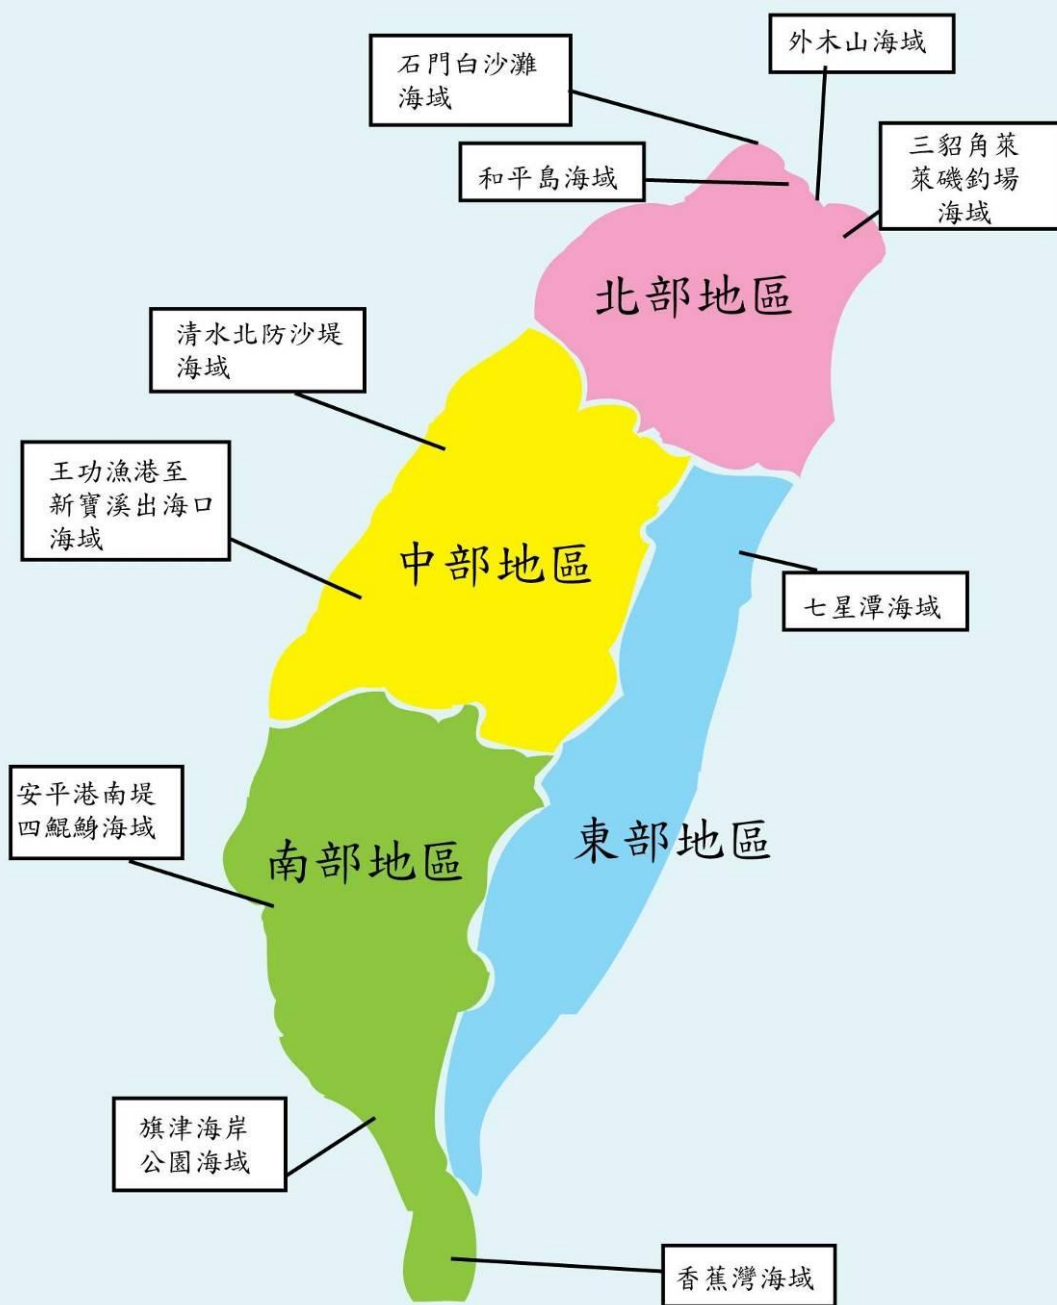 外木山海域
石門白沙灘
海域
三貂角萊
萊磯釣場
海域
和平島海域
北部地區
清水北防沙堤
海域
王功漁港至
新寶溪出海口
海域
中部地區
七星潭海域
安平港南堤
四鯤鯓海域
南部地區
東部地區
旗津海岸
公園海域
香蕉灣海域